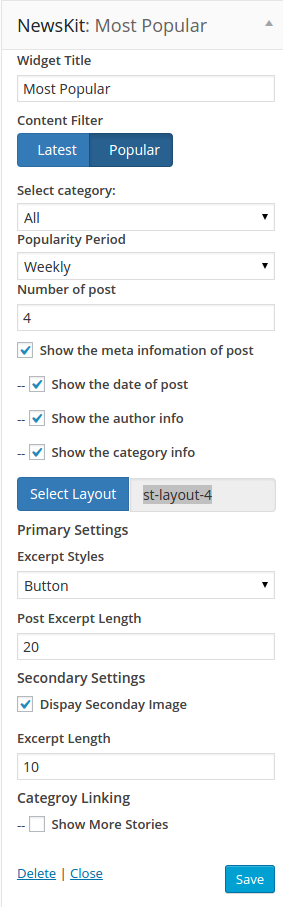 NewsKit: Most Popular
Widget Title
Most Popular
Content Filter
Latest Popular
Select category:
All
Popularity Period
Weekly
Number of post
4
Show the meta infomation of post
-- Show the date of post
-- Show the author info
-- Show the category info
Select Layout st-layout-4
Primary Settings
Excerpt Styles
Button
Post Excerpt Length
20
Secondary Settings
Dispay Seconday Image
Excerpt Length
10
Categroy Linking
-- Show More Stories
Delete | Close Save